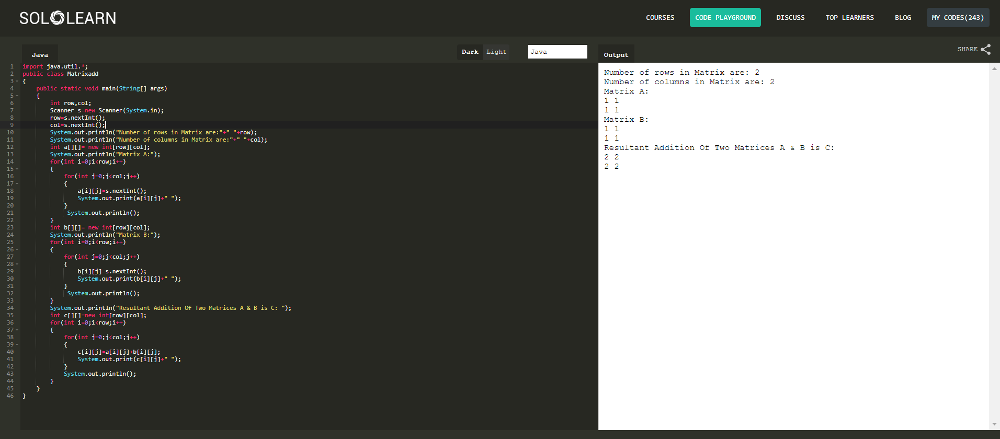 SOLOLEARN
COURSES CODE PLAYGROUND DISCUSS TOP LEARNERS BLOG MY CODES(243)
Java Dark Light Java Output SHARE
1 import java.util.*;
2 public class Matrixadd
3 {
4 public static void main(String[] args)
5 {
6 int row,col;
7 Scanner s=new Scanner(System.in);
8 row=s.nextInt();
9 col=s.nextInt();
10 System.out.println("Number of rows in Matrix are:"+" "+row);
11 System.out.println("Number of columns in Matrix are:"+" "+col);
12 int a[][]= new int[row][col];
13 System.out.println("Matrix A:");
14 for(int i=0;i<row;i++)
15 {
16 for(int j=0;j<col;j++)
17 {
18 a[i][j]=s.nextInt();
19 System.out.print(a[i][j]+" ");
20 }
21 System.out.println();
22 }
23 int b[][]= new int[row][col];
24 System.out.println("Matrix B:");
25 for(int i=0;i<row;i++)
26 {
27 for(int j=0;j<col;j++)
28 {
29 b[i][j]=s.nextInt();
30 System.out.print(b[i][j]+" ");
31 }
32 System.out.println();
33 }
34 System.out.println("Resultant Addition Of Two Matrices A & B is C: ");
35 int c[][]=new int[row][col];
36 for(int i=0;i<row;i++)
37 {
38 for(int j=0;j<col;j++)
39 {
40 c[i][j]=a[i][j]+b[i][j];
41 System.out.print(c[i][j]+" ");
42 }
43 System.out.println();
44 }
45 }
46 }
Number of rows in Matrix are: 2
Number of columns in Matrix are: 2
Matrix A:
1 1
1 1
Matrix B:
1 1
1 1
Resultant Addition Of Two Matrices A & B is C:
2 2
2 2